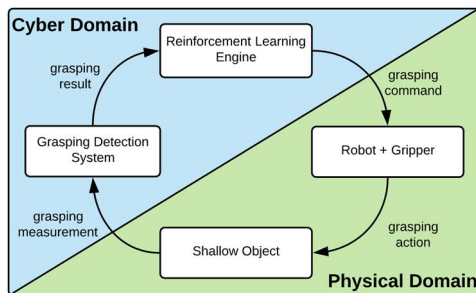 Cyber Domain
Reinforcement Learning
Engine
grasping
result
grasping
command
Grasping Detection
System
Robot + Gripper
grasping
measurement
grasping
action
Shallow Object
Physical Domain